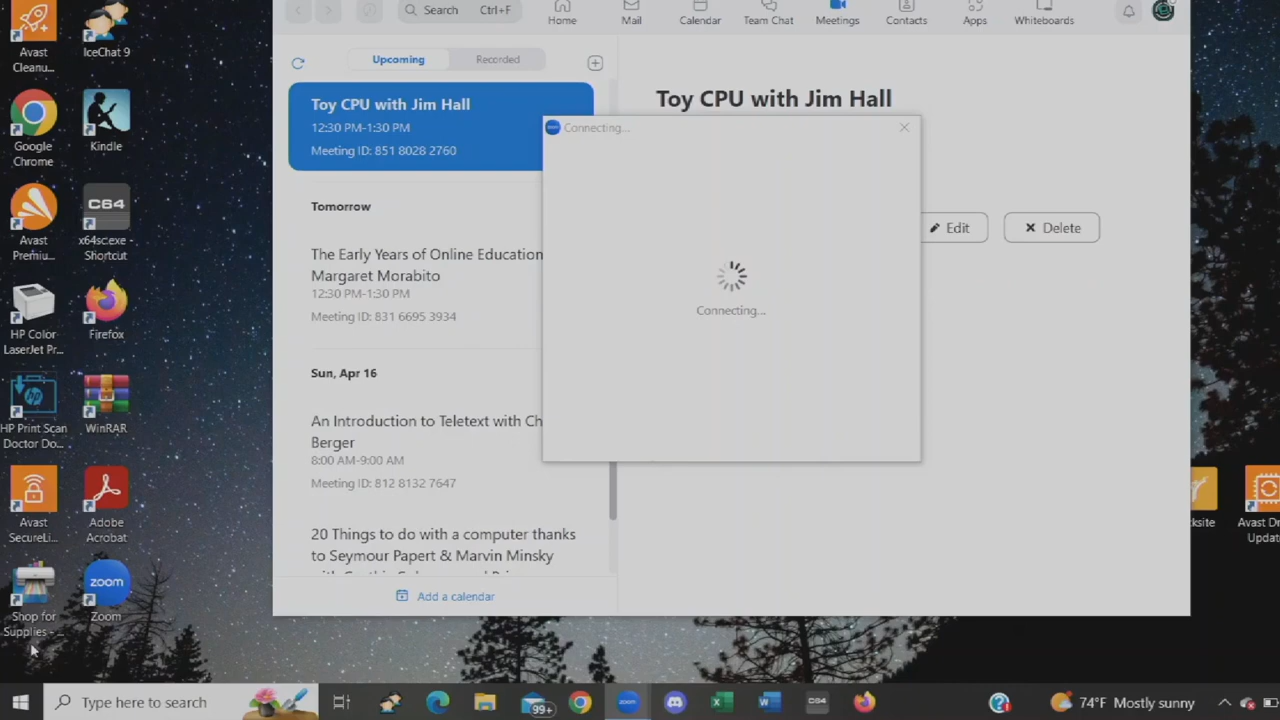 Search Ctrl+F
Home
Mail
Calendar
Team Chat
Meetings
Contacts
Apps
Whiteboards
Upcoming
Recorded
Toy CPU with Jim Hall
12:30 PM-1:30 PM
Meeting ID: 851 8028 2760
Tomorrow
The Early Years of Online Education
Margaret Morabito
12:30 PM-1:30 PM
Meeting ID: 831 6695 3934
Sun, Apr 16
An Introduction to Teletext with Ch
Berger
8:00 AM-9:00 AM
Meeting ID: 812 8132 7647
20 Things to do with a computer thanks
to Seymour Papert & Marvin Minsky
Add a calendar
Toy CPU with Jim Hall
Edit
Delete
zoom Connecting...
Connecting...
Avast
Cleanu...
IceChat 9
Google
Chrome
Kindle
Avast
Premiu...
C64
x64sc.exe -
Shortcut
HP Color
LaserJet Pr...
Firefox
hp
HP Print Scan
Doctor Do...
WinRAR
Avast
SecureLi...
Adobe
Acrobat
Shop for
Supplies - ...
zoom
Zoom
cksite
Avast D
Updat
Type here to search
99+
zoom
C64
74°F Mostly sunny